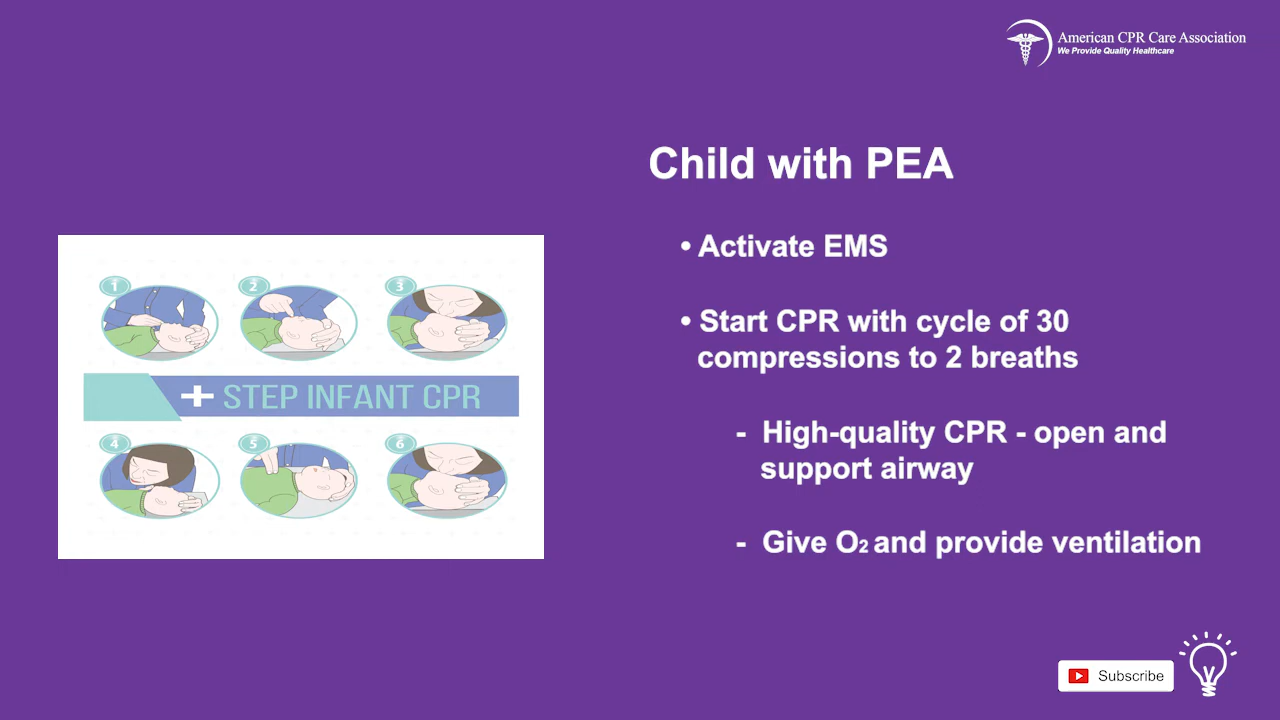 American CPR Care Association
We Provide Quality Healthcare
Child with PEA
• Activate EMS
• Start CPR with cycle of 30
compressions to 2 breaths
- High-quality CPR - open and
support airway
- Give O₂ and provide ventilation
1
2
3
+ STEP INFANT CPR
4
5
6
Subscribe